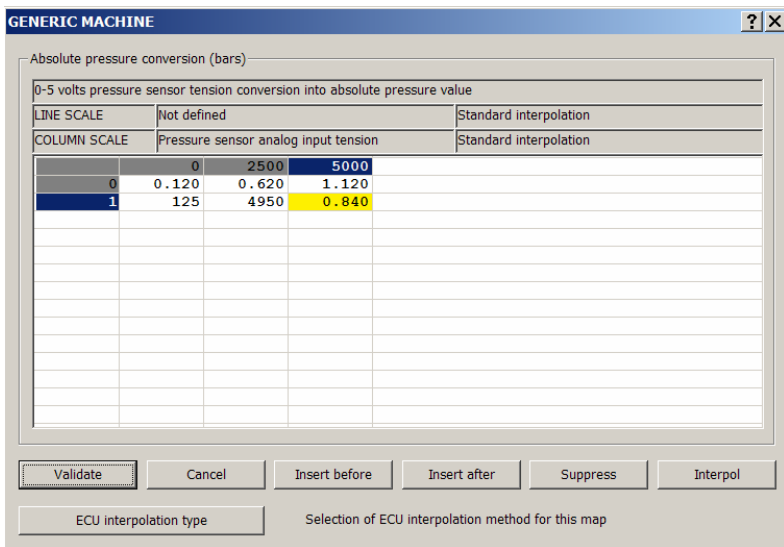 GENERIC MACHINE ? X
Absolute pressure conversion (bars)
0-5 volts pressure sensor tension conversion into absolute pressure value
LINE SCALE Not defined Standard interpolation
COLUMN SCALE Pressure sensor analog input tension Standard interpolation
0 2500 5000
0 0.120 0.620 1.120
1 125 4950 0.840
Validate Cancel Insert before Insert after Suppress Interpol
ECU interpolation type Selection of ECU interpolation method for this map